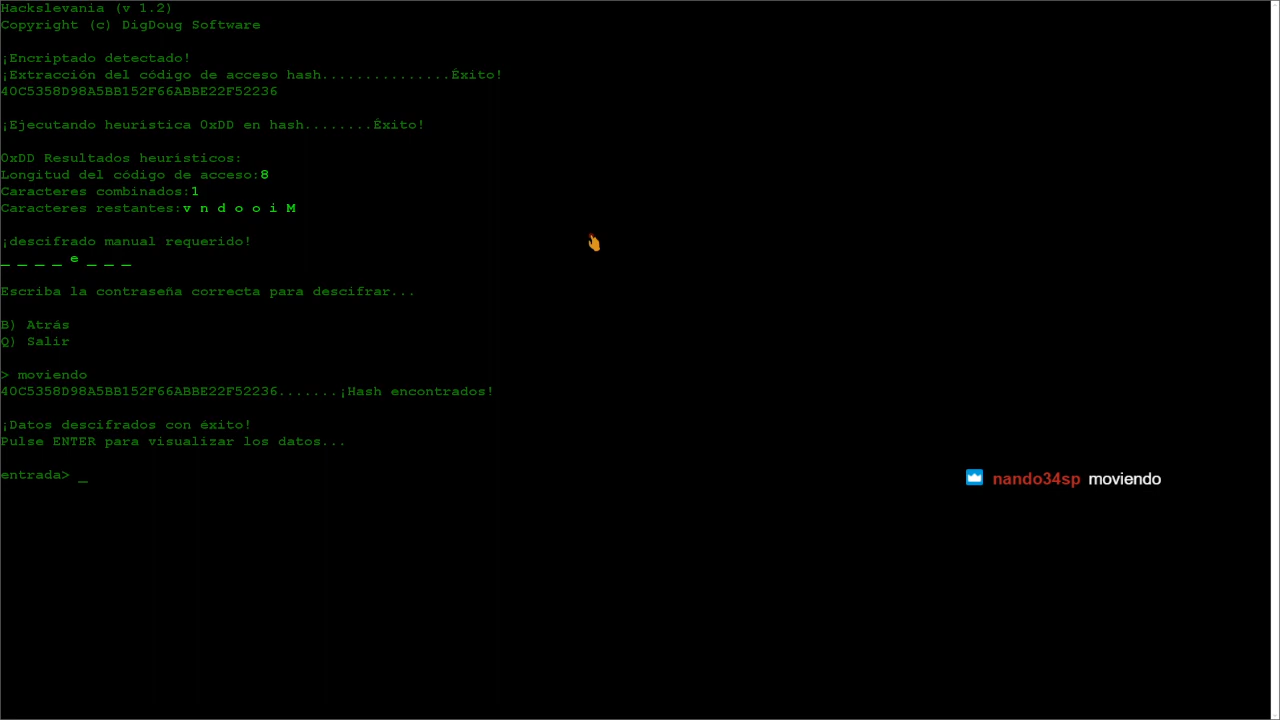 Hackslevania (v 1.2)
Copyright (c) DigDoug Software
¡Encriptado detectado!
¡Extracción del código de acceso hash...............Éxito!
40C5358D98A5BB152F66ABBE22F52236
¡Ejecutando heurística 0xDD en hash........Éxito!
0xDD Resultados heurísticos:
Longitud del código de acceso:8
Caracteres combinados:1
Caracteres restantes:v n d o o i M
¡descifrado manual requerido!
_ _ _ _ e _ _ _
Escriba la contraseña correcta para descifrar...
B) Atrás
Q) Salir
> moviendo
40C5358D98A5BB152F66ABBE22F52236.......¡Hash encontrados!
¡Datos descifrados con éxito!
Pulse ENTER para visualizar los datos...
entrada> _
nando34sp moviendo